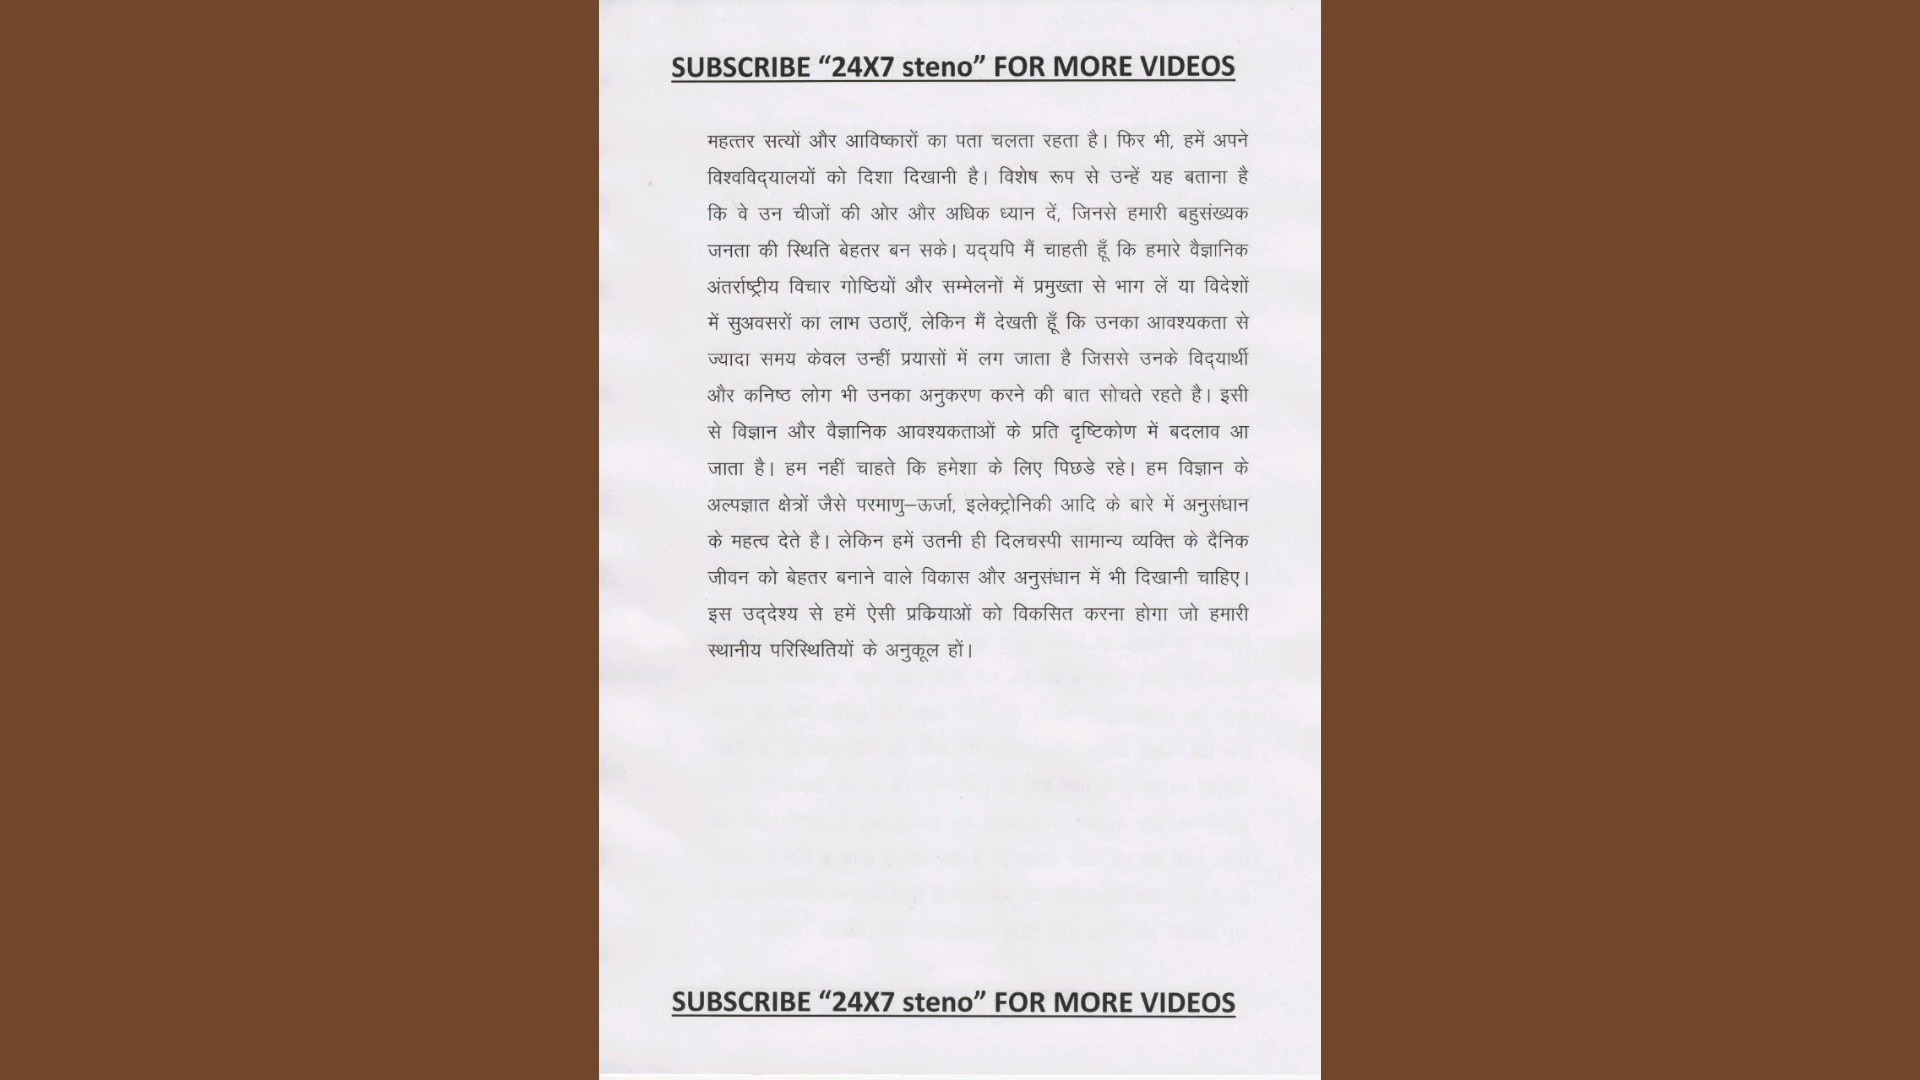 SUBSCRIBE “24X7 steno” FOR MORE VIDEOS
महत्तर सत्यों और आविष्कारों का पता चलता रहता है। फिर भी, हमें अपने
विश्वविद्‌यालयों को दिशा दिखानी है। विशेष रूप से उन्हें यह बताना है
कि वे उन चीजों की ओर और अधिक ध्यान दें, जिनसे हमारी बहुसंख्यक
जनता की स्थिति बेहतर बन सके। यद्‌यपि मैं चाहती हूँ कि हमारे वैज्ञानिक
अंतर्राष्ट्रीय विचार गोष्ठियों और सम्मेलनों में प्रमुख्ता से भाग लें या विदेशों
में सुअवसरों का लाभ उठाएँ, लेकिन मैं देखती हूँ कि उनका आवश्यकता से
ज्यादा समय केवल उन्हीं प्रयासों में लग जाता है जिससे उनके विद्‌यार्थी
और कनिष्ठ लोग भी उनका अनुकरण करने की बात सोचते रहते है। इसी
से विज्ञान और वैज्ञानिक आवश्यकताओं के प्रति दृष्टिकोण में बदलाव आ
जाता है। हम नहीं चाहते कि हमेशा के लिए पिछडे रहे। हम विज्ञान के
अल्पज्ञात क्षेत्रों जैसे परमाणु–ऊर्जा, इलेक्ट्रोनिकी आदि के बारे में अनुसंधान
के महत्व देते है। लेकिन हमें उतनी ही दिलचस्पी सामान्य व्यक्ति के दैनिक
जीवन को बेहतर बनाने वाले विकास और अनुसंधान में भी दिखानी चाहिए।
इस उद्‌देश्य से हमें ऐसी प्रक्रियाओं को विकसित करना होगा जो हमारी
स्थानीय परिस्थितियों के अनुकूल हों।
SUBSCRIBE “24X7 steno” FOR MORE VIDEOS